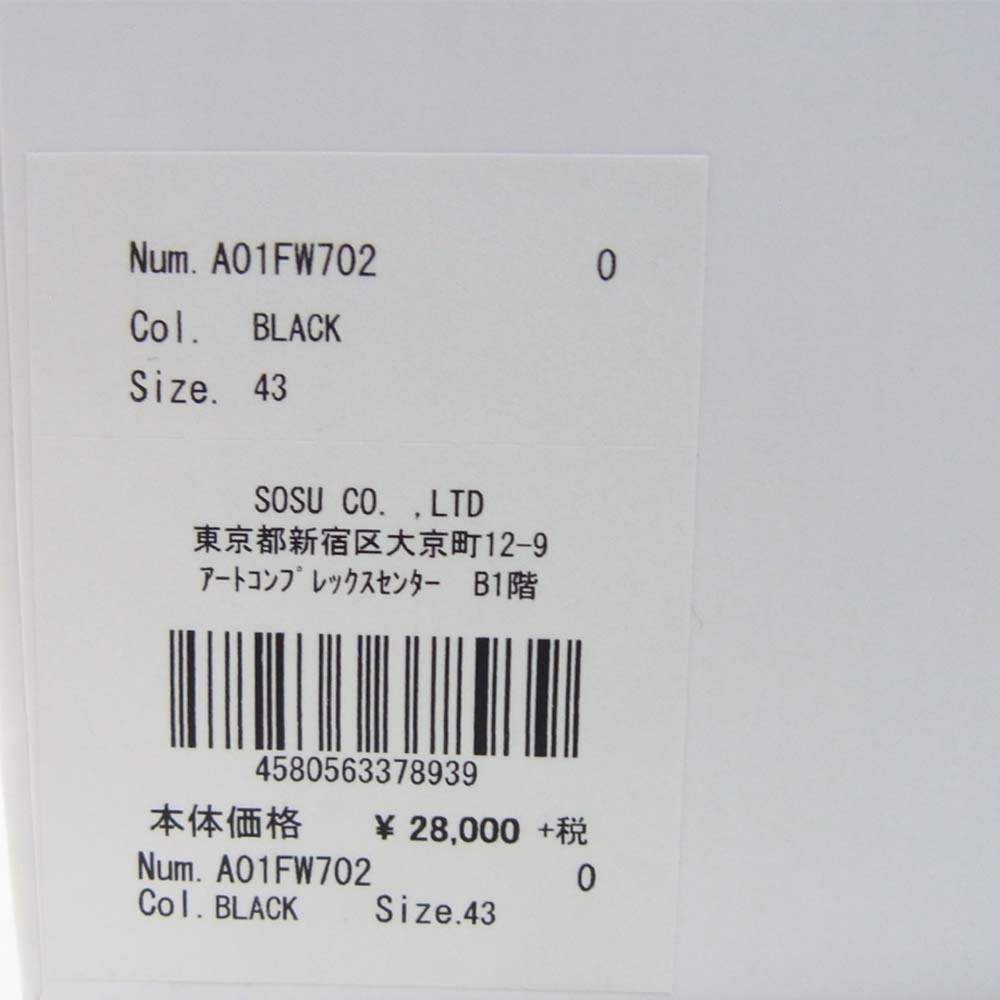 Num. A01FW702 0
Col. BLACK
Size. 43
SOSU CO. ,LTD
東京都新宿区大京町12-9
ｱｰﾄｺﾝﾌﾟﾚｯｸｽｾﾝﾀｰ B1階
4580563378939
本体価格 ¥ 28,000 +税
Num. A01FW702 0
Col. BLACK Size.43